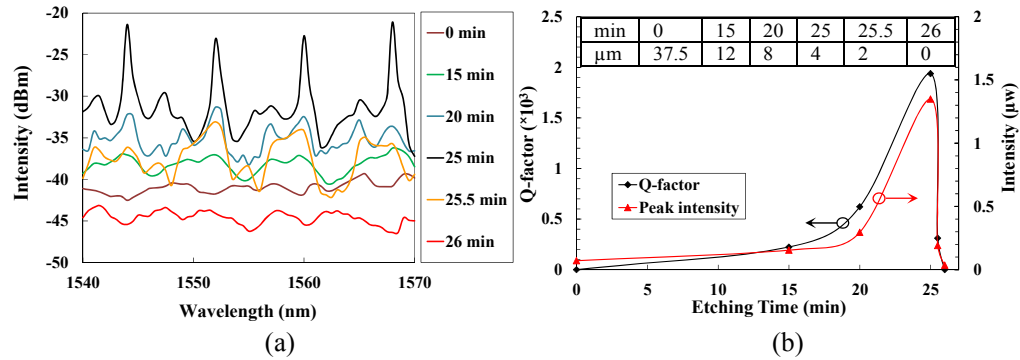 (a)
-20
-25
-30
-35
-40
-45
-50
Intensity (dBm)
1540
1550
1560
1570
Wavelength (nm)
0 min
15 min
20 min
25 min
25.5 min
26 min
(a)
(b)
2.5
2
1.5
1
0.5
0
Q-factor (*10³)
min 0 15 20 25 25.5 26
µm 37.5 12 8 4 2 0
Q-factor
Peak intensity
2
1.5
1
0.5
0
Intensity (µw)
0 5 10 15 20 25
Etching Time (min)
(b)